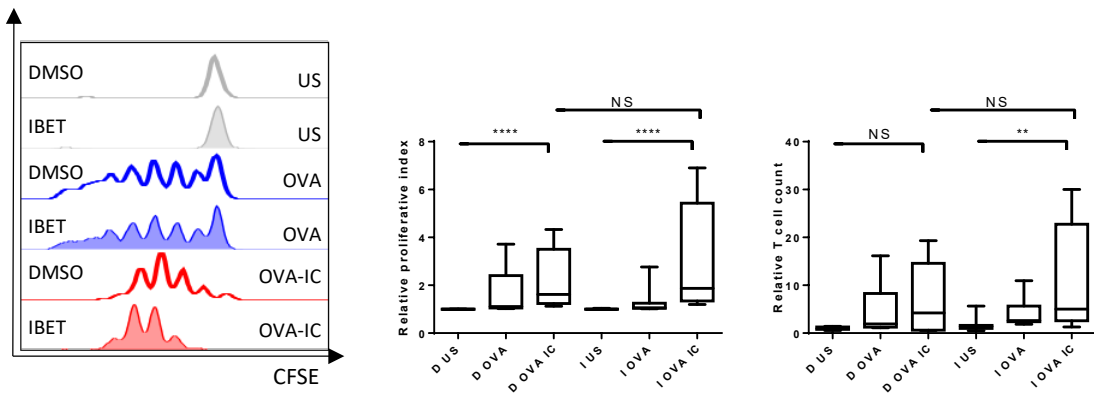 DMSO US
IBET US
DMSO OVA
IBET OVA
DMSO OVA-IC
IBET OVA-IC
CFSE
NS
**** ****
Relative proliferative index
8
6
4
2
0
D US D OVA D OVA IC I US I OVA I OVA IC
NS
NS **
Relative T cell count
40
30
20
10
0
D US D OVA D OVA IC I US I OVA I OVA IC